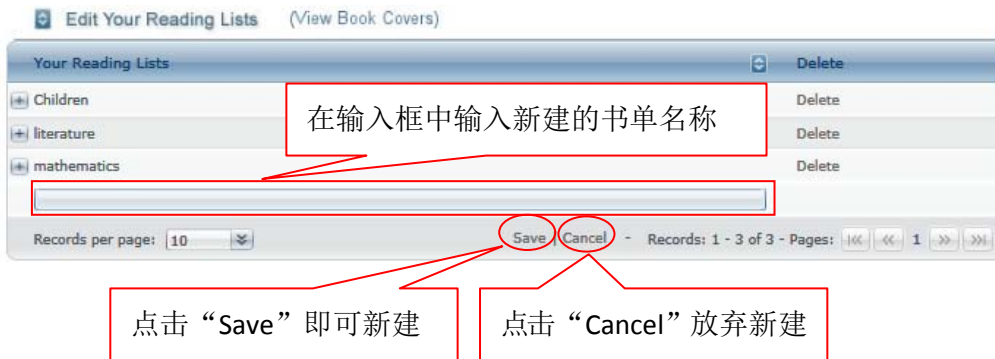 Edit Your Reading Lists (View Book Covers)
Your Reading Lists Delete
Children Delete
在输入框中输入新建的书单名称
literature Delete
mathematics Delete
Records per page: 10 Save | Cancel - Records: 1 - 3 of 3 - Pages: 1
点击“Save”即可新建 点击“Cancel”放弃新建